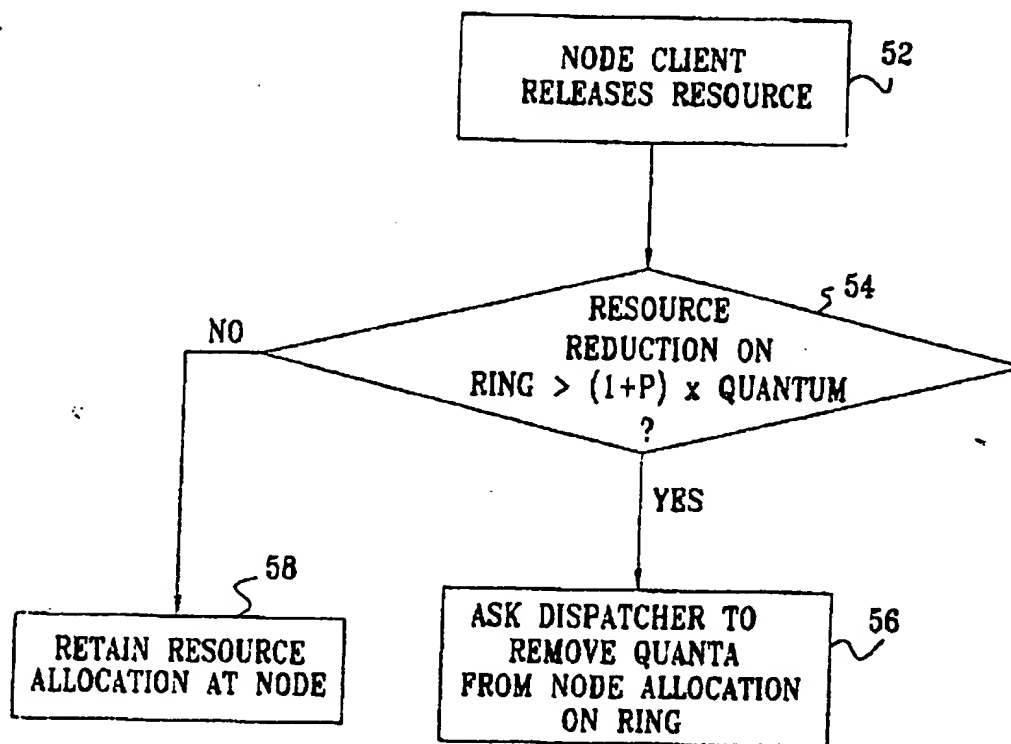 NODE CLIENT
RELEASES RESOURCE
52
RESOURCE
REDUCTION ON
RING > (1+P) x QUANTUM
?
54
NO
YES
58
RETAIN RESOURCE
ALLOCATION AT NODE
ASK DISPATCHER TO
REMOVE QUANTA
FROM NODE ALLOCATION
ON RING
56